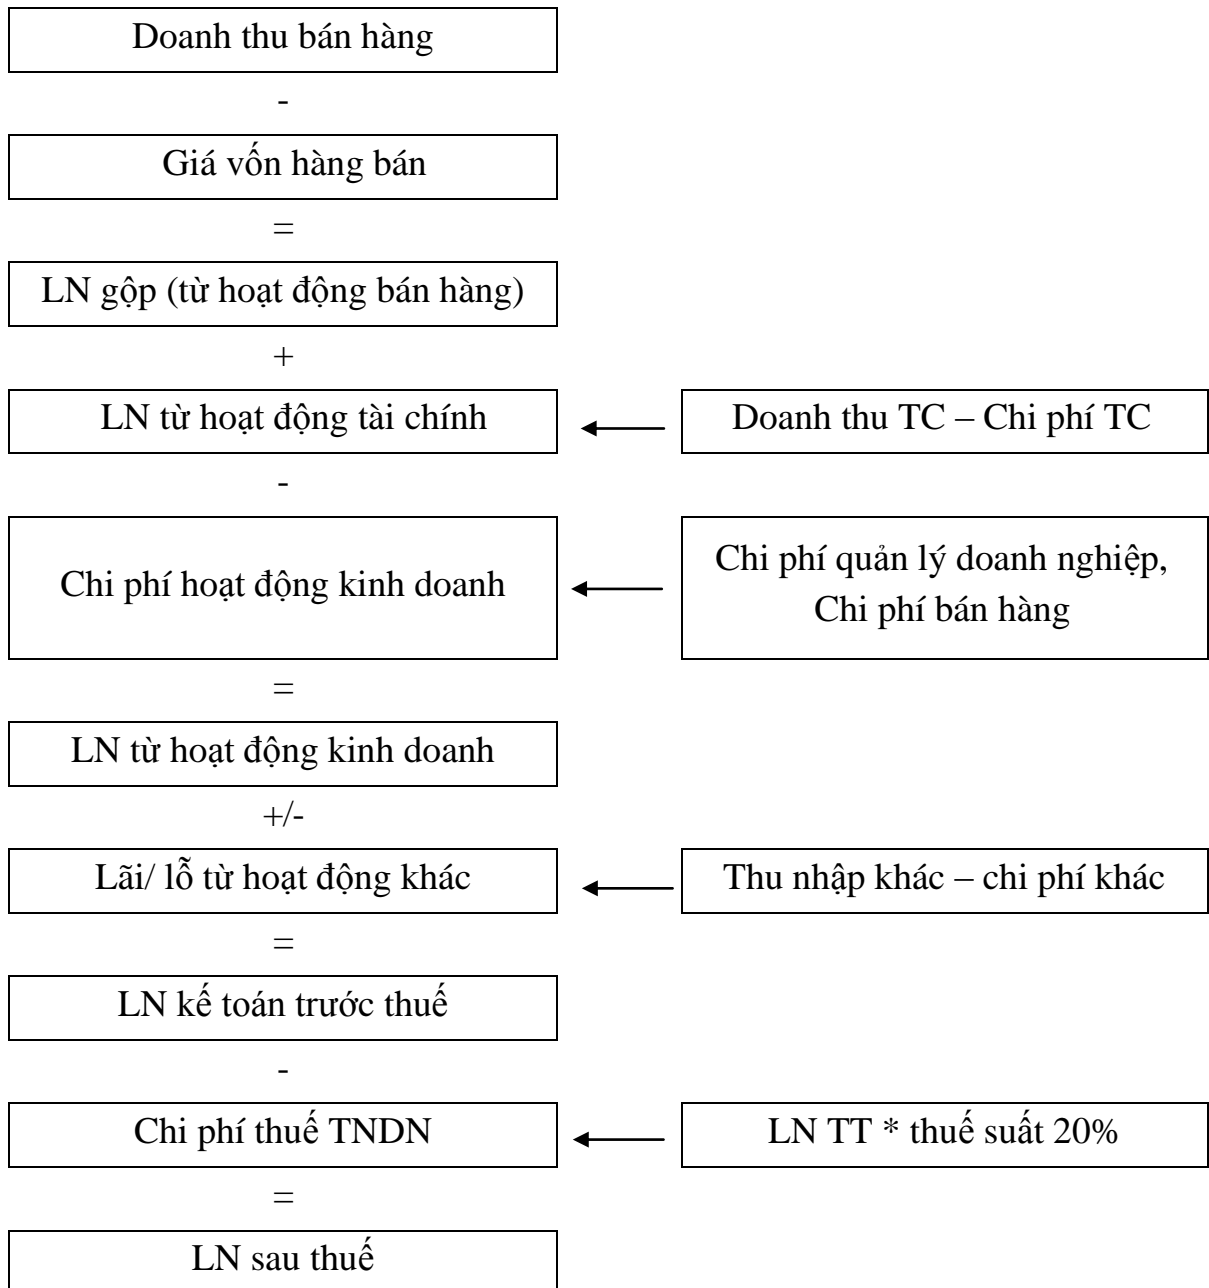 Doanh thu bán hàng
-
Giá vốn hàng bán
=
LN gộp (từ hoạt động bán hàng)
+
LN từ hoạt động tài chính
Doanh thu TC – Chi phí TC
-
Chi phí hoạt động kinh doanh
Chi phí quản lý doanh nghiệp,
Chi phí bán hàng
=
LN từ hoạt động kinh doanh
+/-
Lãi/ lỗ từ hoạt động khác
Thu nhập khác – chi phí khác
=
LN kế toán trước thuế
-
Chi phí thuế TNDN
LN TT * thuế suất 20%
=
LN sau thuế